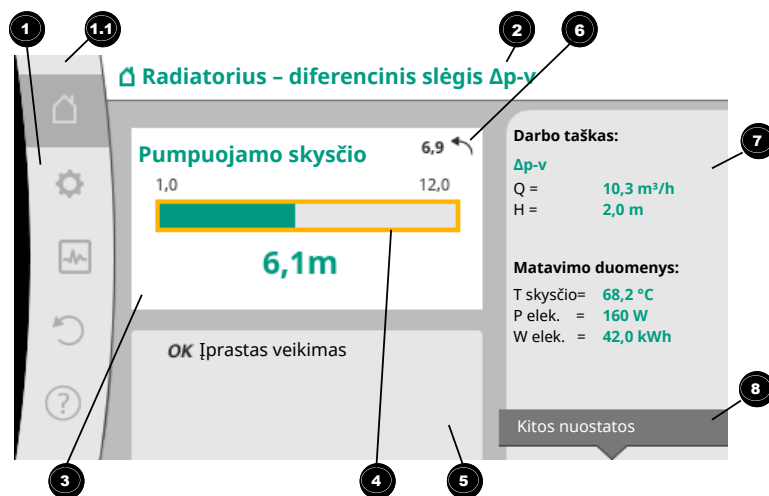 1
1.1
2
6
Radiatorius – diferencinis slėgis Δp-v
Pumpuojamo skysčio
6,9
1,0
12,0
6,1m
OK Įprastas veikimas
Darbo taškas:
Δp-v
Q = 10,3 m³/h
H = 2,0 m
Matavimo duomenys:
T skysčio= 68,2 °C
P elek. = 160 W
W elek. = 42,0 kWh
Kitos nuostatos
7
8
3
4
5
?